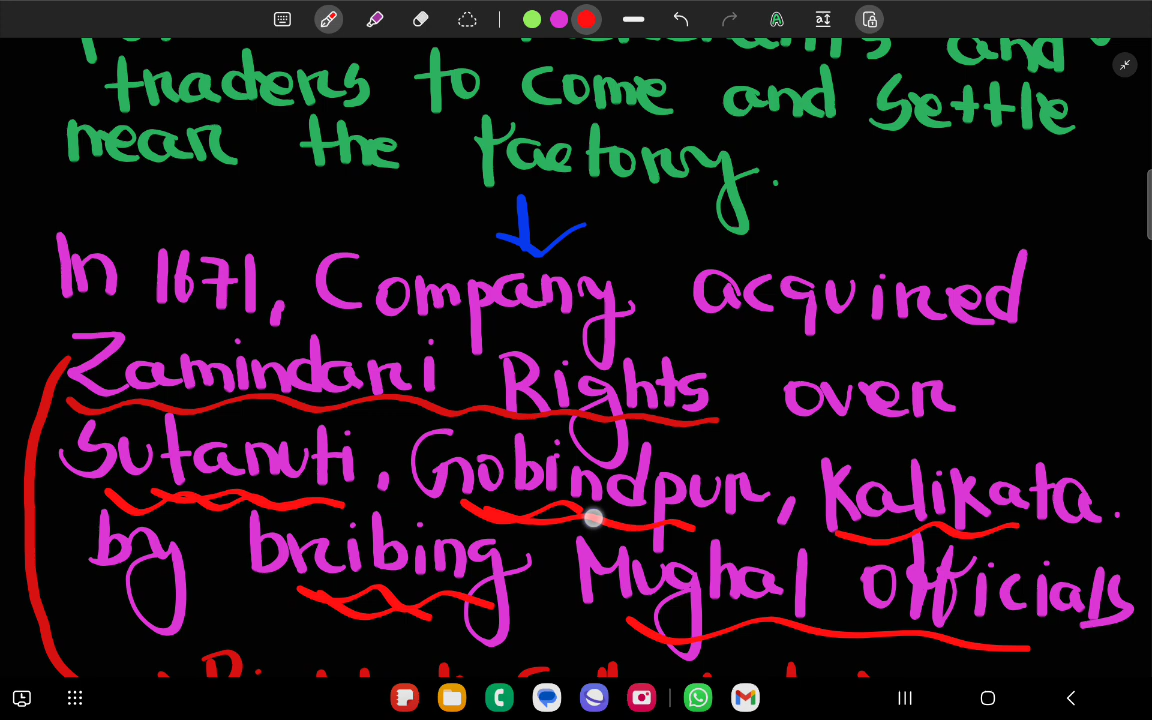 and
traders to come and settle
near the factory.
In 1671, Company acquired
Zamindari Rights over
Sutanuti, Gobindpur, Kalikata.
by bribing Mughal Officials